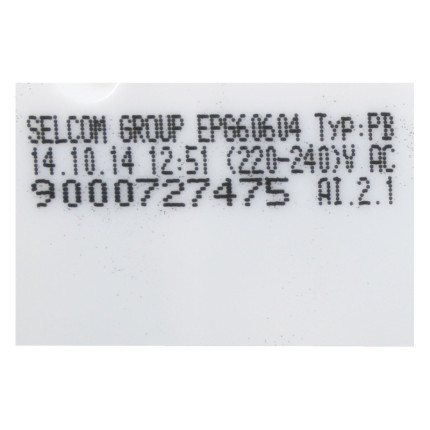 SELCOM GROUP EPG60604 Typ:PB
14.10.14 12:51 (220-240)V AC
9000727475 AI.2.1